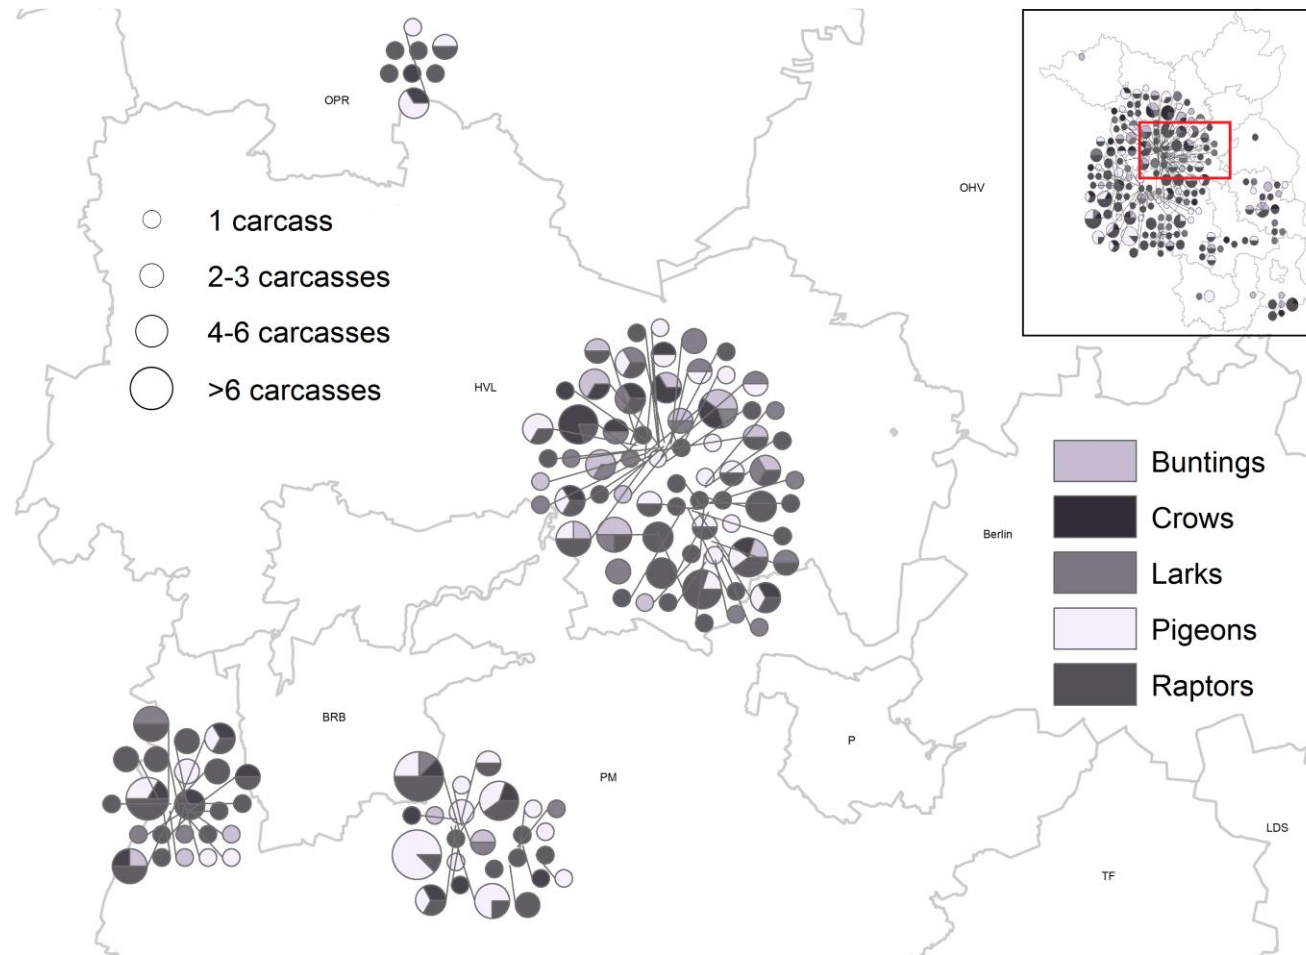 OPR
OHV
1 carcass
2-3 carcasses
4-6 carcasses
>6 carcasses
HVL
Buntings
Crows
Larks
Pigeons
Raptors
Berlin
BRB
P
PM
LDS
TF